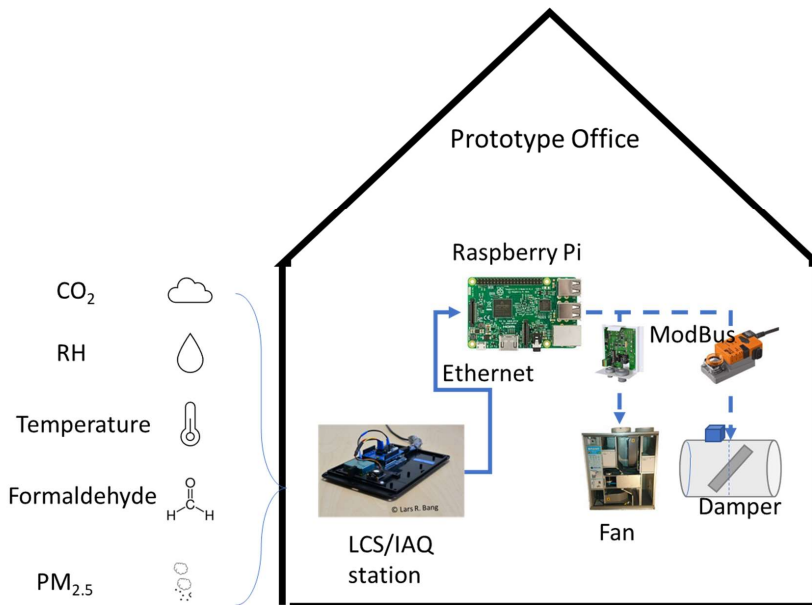 Prototype Office
Raspberry Pi
CO₂
RH
Temperature
Formaldehyde
O
H H
PM₂.₅
Ethernet
ModBus
© Lars R. Bang
LCS/IAQ
station
Fan
Damper